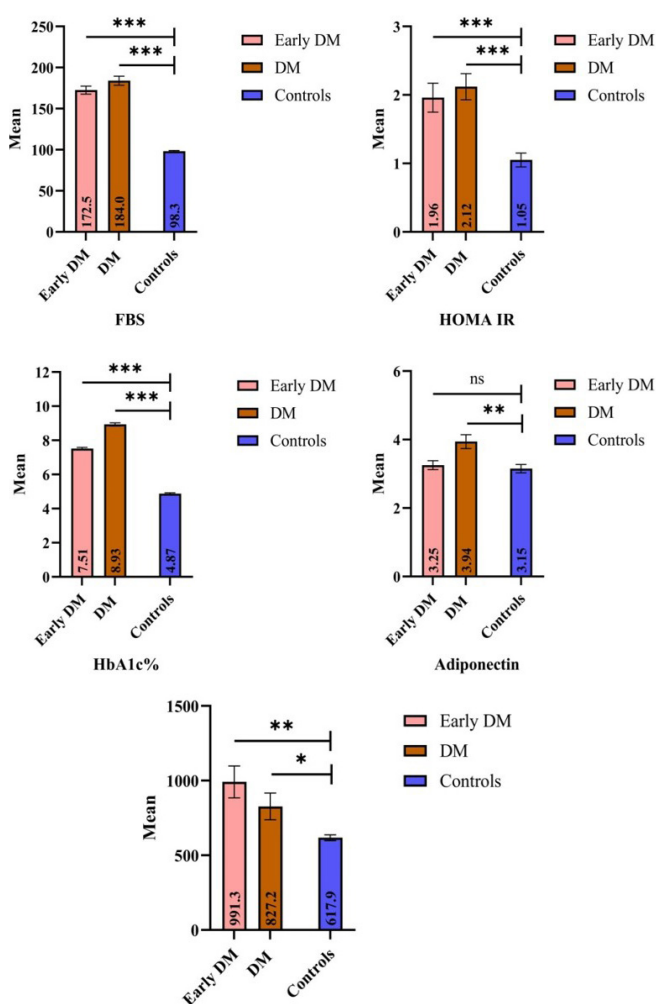 ***
***
Early DM
DM
Controls
Mean
250
200
150
100
50
0
172.5
184.0
98.3
Early DM
DM
Controls
FBS
***
***
Early DM
DM
Controls
Mean
3
2
1
0
1.96
2.12
1.05
Early DM
DM
Controls
HOMA IR
***
***
Early DM
DM
Controls
Mean
12
10
8
6
4
2
0
7.51
8.93
4.87
Early DM
DM
Controls
HbA1c%
ns
**
Early DM
DM
Controls
Mean
6
4
2
0
3.25
3.94
3.15
Early DM
DM
Controls
Adiponectin
**
*
Early DM
DM
Controls
Mean
1500
1000
500
0
991.3
827.2
617.9
Early DM
DM
Controls